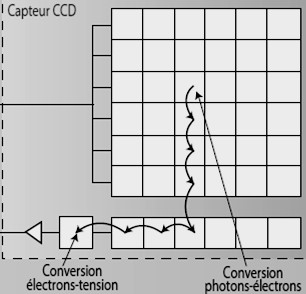 Capteur CCD
Conversion
électrons-tension
Conversion
photons-électrons